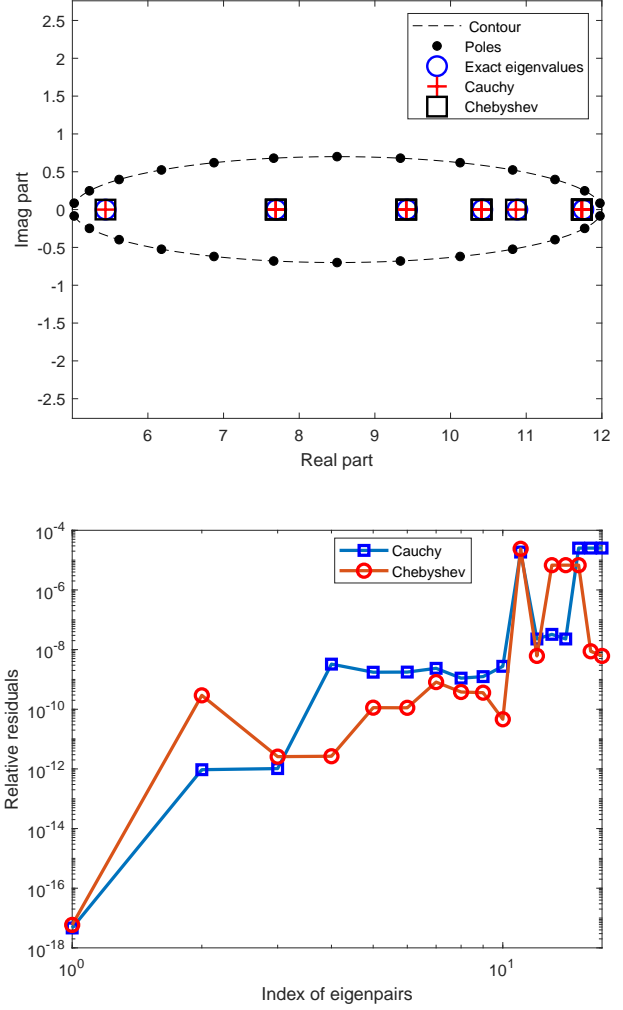 2.5
2
1.5
1
0.5
0
-0.5
-1
-1.5
-2
-2.5
Imag part
6
7
8
9
10
11
12
Real part
Contour
Poles
Exact eigenvalues
Cauchy
Chebyshev
10^-4
10^-6
10^-8
10^-10
10^-12
10^-14
10^-16
10^-18
Relative residuals
Cauchy
Chebyshev
10^0
10^1
Index of eigenpairs